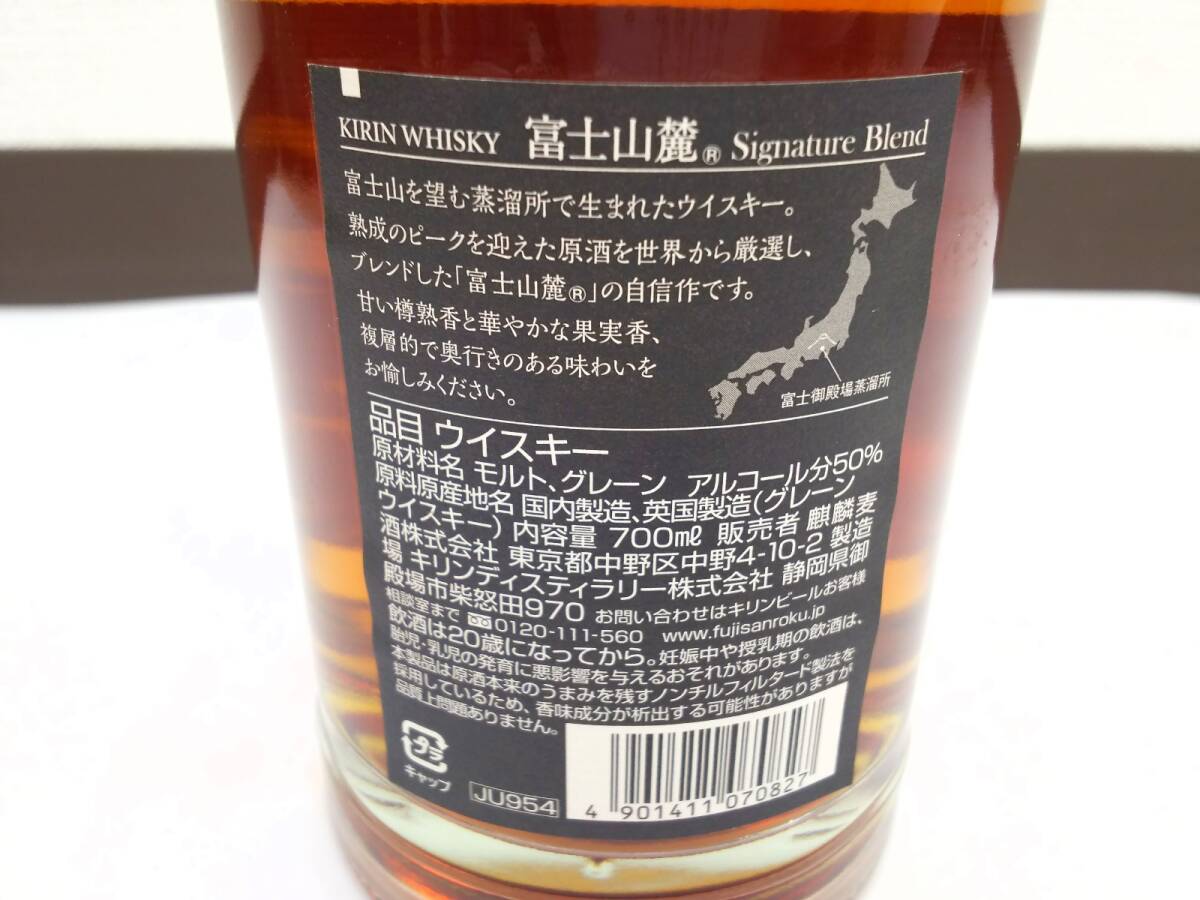 KIRIN WHISKY 富士山麓® Signature Blend
富士山を望む蒸溜所で生まれたウイスキー。
熟成のピークを迎えた原酒を世界から厳選し、
ブレンドした「富士山麓®」の自信作です。
甘い樽熟香と華やかな果実香、
複層的で奥行きのある味わいを
お愉しみください。
富士御殿場蒸溜所
品目 ウイスキー
原材料名 モルト、グレーン アルコール分50%
原料原産地名 国内製造、英国製造(グレーン
ウイスキー) 内容量 700㎖ 販売者 麒麟麦
酒株式会社 東京都中野区中野4-10-2 製造
場 キリンディスティラリー株式会社 静岡県御
殿場市柴怒田970 お問い合わせはキリンビールお客様
相談室まで 0120-111-560 www.fujisanroku.jp
飲酒は20歳になってから。妊娠中や授乳期の飲酒は、
胎児・乳児の発育に悪影響を与えるおそれがあります。
本製品は原酒本来のうまみを残すノンチルフィルタード製法を
採用しているため、香味成分が析出する可能性がありますが
品質上問題ありません。
タラ
キャップ
JU954
4 901411 070827